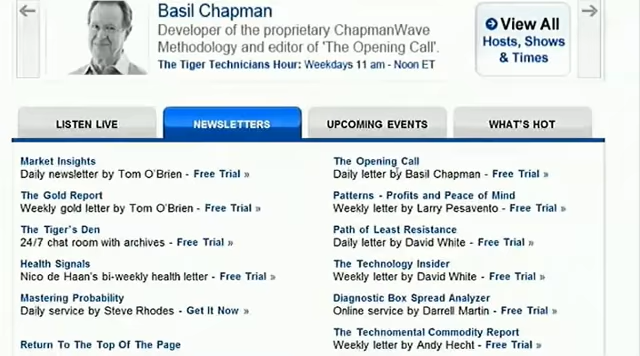 Basil Chapman
Developer of the proprietary ChapmanWave
Methodology and editor of 'The Opening Call'.
The Tiger Technicians Hour: Weekdays 11 am - Noon ET
View All
Hosts, Shows
& Times
LISTEN LIVE
NEWSLETTERS
UPCOMING EVENTS
WHAT'S HOT
Market Insights
Daily newsletter by Tom O'Brien - Free Trial »
The Gold Report
Weekly gold letter by Tom O'Brien - Free Trial »
The Tiger's Den
24/7 chat room with archives - Free Trial »
Health Signals
Nico de Haan's bi-weekly health letter - Free Trial »
Mastering Probability
Daily service by Steve Rhodes - Get It Now »
Return To The Top Of The Page
The Opening Call
Daily letter by Basil Chapman - Free Trial »
Patterns - Profits and Peace of Mind
Weekly letter by Larry Pesavento - Free Trial »
Path of Least Resistance
Daily letter by David White - Free Trial »
The Technology Insider
Weekly letter by David White - Free Trial »
Diagnostic Box Spread Analyzer
Online service by Darrell Martin - Free Trial »
The Technomental Commodity Report
Weekly letter by Andy Hecht - Free Trial »